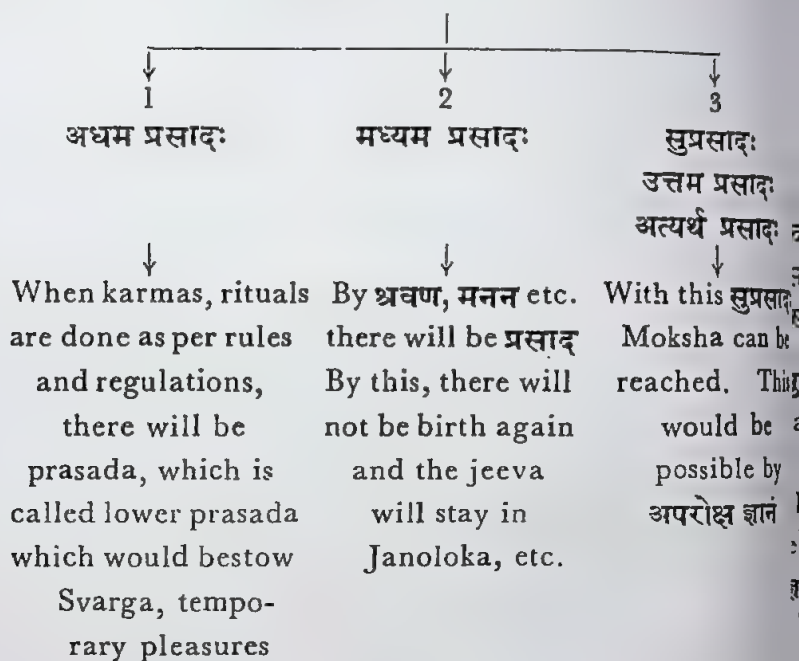 1
अधम प्रसादः
When karmas, rituals
are done as per rules
and regulations,
there will be
prasada, which is
called lower prasada
which would bestow
Svarga, tempo-
rary pleasures
2
मध्यम प्रसादः
By श्रवण, मनन etc.
there will be प्रसाद
By this, there will
not be birth again
and the jeeva
will stay in
Janoloka, etc.
3
सुप्रसादः
उत्तम प्रसादः
अत्यर्थ प्रसादः
With this सुप्रसाद
Moksha can be
reached. This
would be
possible by
अपरोक्ष ज्ञानं